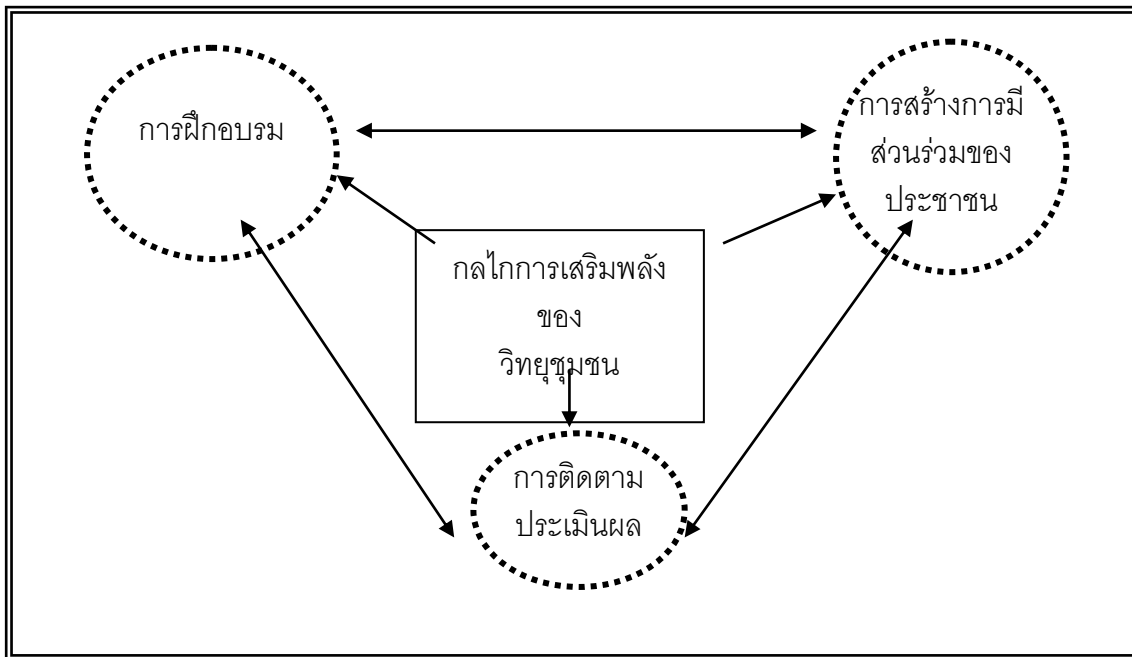 การฝึกอบรม
การสร้างการมี
ส่วนร่วมของ
ประชาชน
กลไกการเสริมพลัง
ของ
วิทยุชุมชน
การติดตาม
ประเมินผล